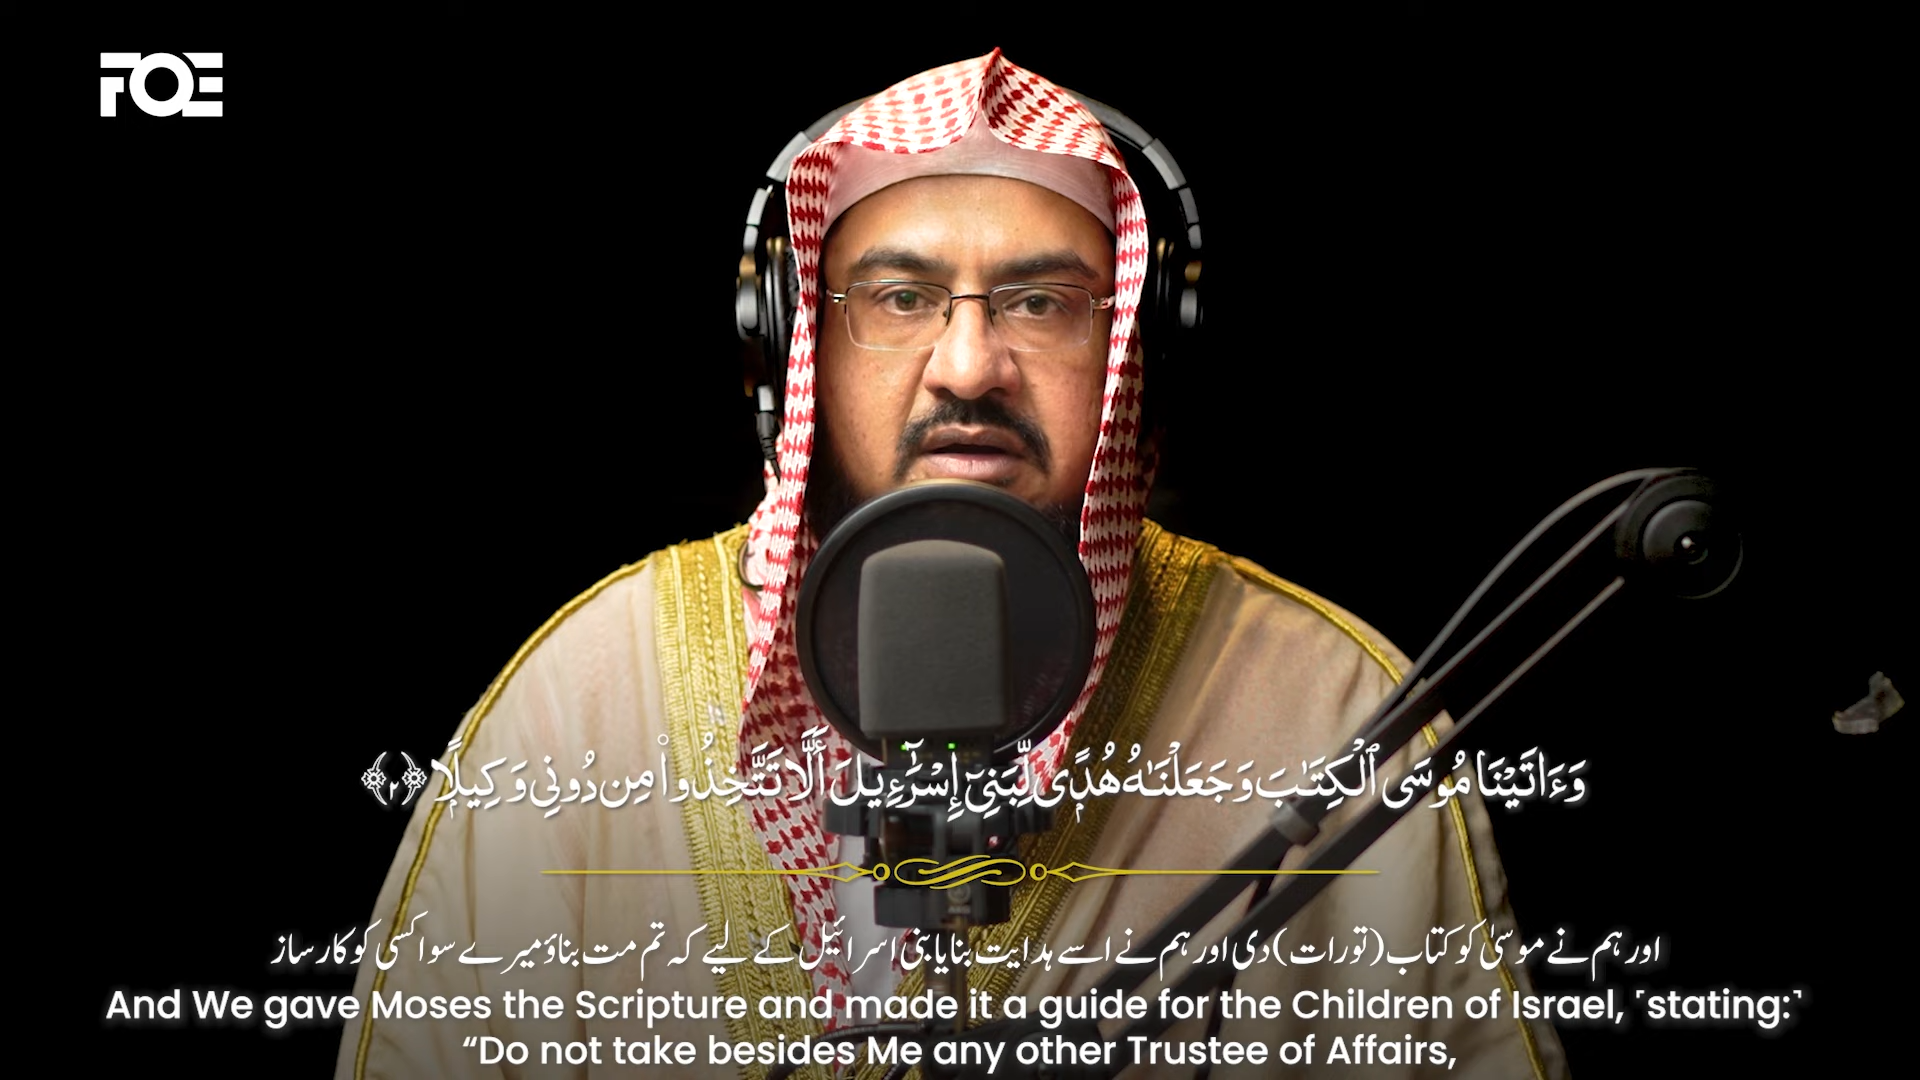 FOE
وَءَاتَيْنَا مُوسَى ٱلْكِتَـٰبَ وَجَعَلْنَـٰهُ هُدًۭى لِّبَنِىٓ إِسْرَٰٓءِيلَ أَلَّا تَتَّخِذُوا۟ مِن دُونِى وَكِيلًۭا ﴿٢﴾
اور ہم نے موسیٰ کو کتاب (تورات) دی اور ہم نے اسے ہدایت بنایا بنی اسرائیل کے لیے کہ تم مت بناؤ میرے سوا کسی کو کارساز
And We gave Moses the Scripture and made it a guide for the Children of Israel, ˹stating:˺
“Do not take besides Me any other Trustee of Affairs,